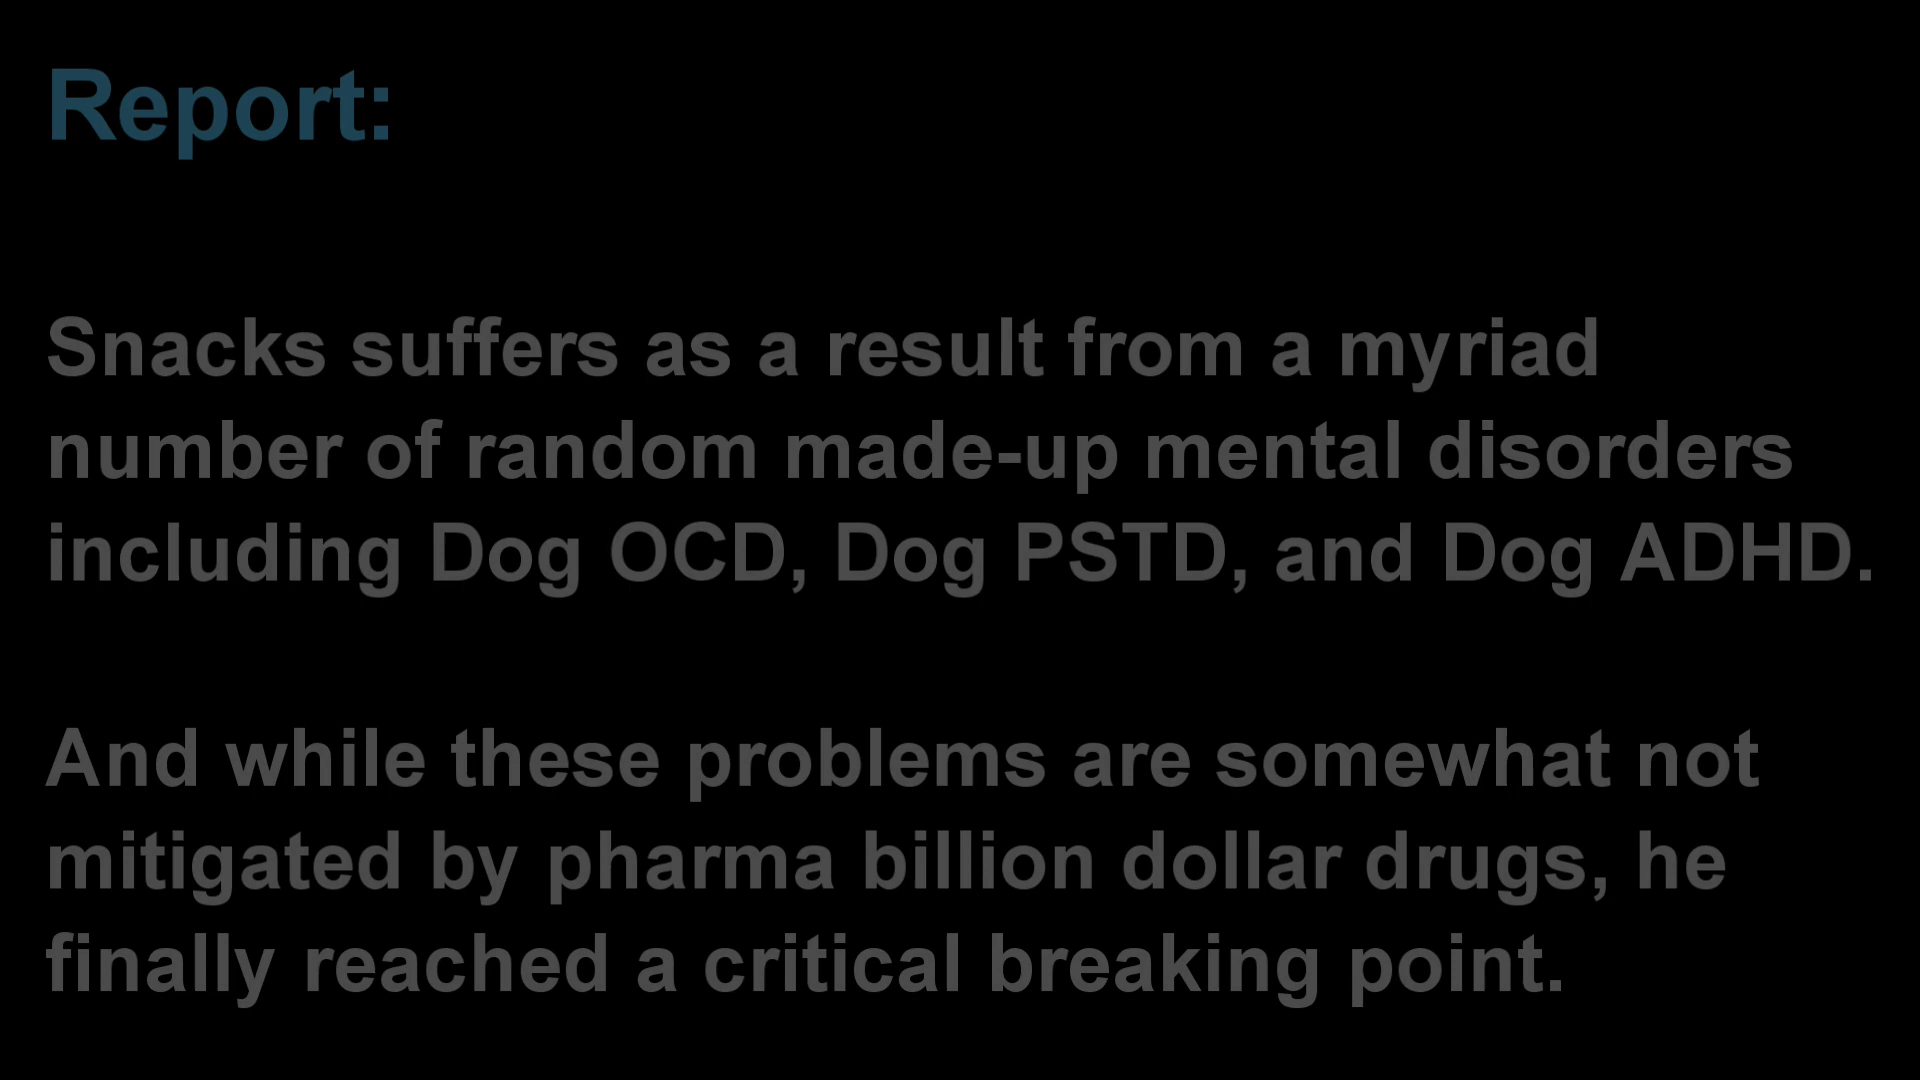 Report:
Snacks suffers as a result from a myriad
number of random made-up mental disorders
including Dog OCD, Dog PSTD, and Dog ADHD.
And while these problems are somewhat not
mitigated by pharma billion dollar drugs, he
finally reached a critical breaking point.